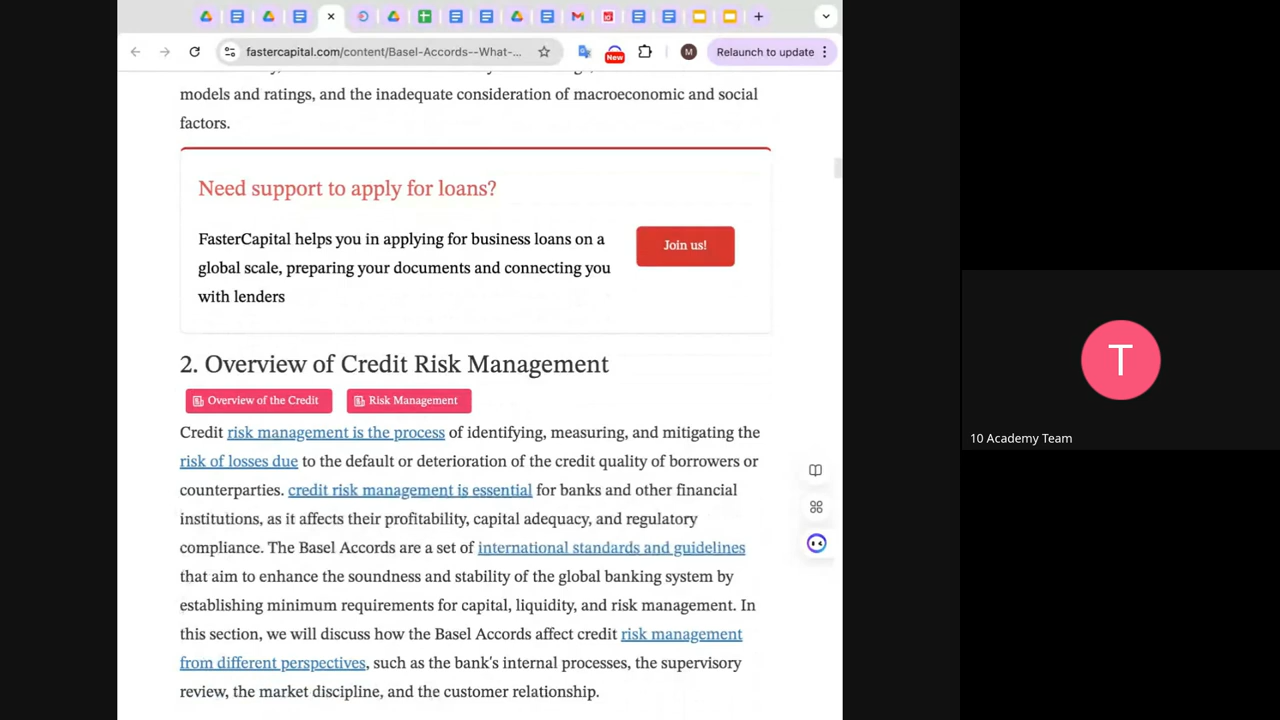 fastercapital.com/content/Basel-Accords--What-...
New
M
Relaunch to update
models and ratings, and the inadequate consideration of macroeconomic and social
factors.
Need support to apply for loans?
FasterCapital helps you in applying for business loans on a
global scale, preparing your documents and connecting you
with lenders
Join us!
2. Overview of Credit Risk Management
Overview of the Credit
Risk Management
Credit risk management is the process of identifying, measuring, and mitigating the
risk of losses due to the default or deterioration of the credit quality of borrowers or
counterparties. credit risk management is essential for banks and other financial
institutions, as it affects their profitability, capital adequacy, and regulatory
compliance. The Basel Accords are a set of international standards and guidelines
that aim to enhance the soundness and stability of the global banking system by
establishing minimum requirements for capital, liquidity, and risk management. In
this section, we will discuss how the Basel Accords affect credit risk management
from different perspectives, such as the bank's internal processes, the supervisory
review, the market discipline, and the customer relationship.
T
10 Academy Team